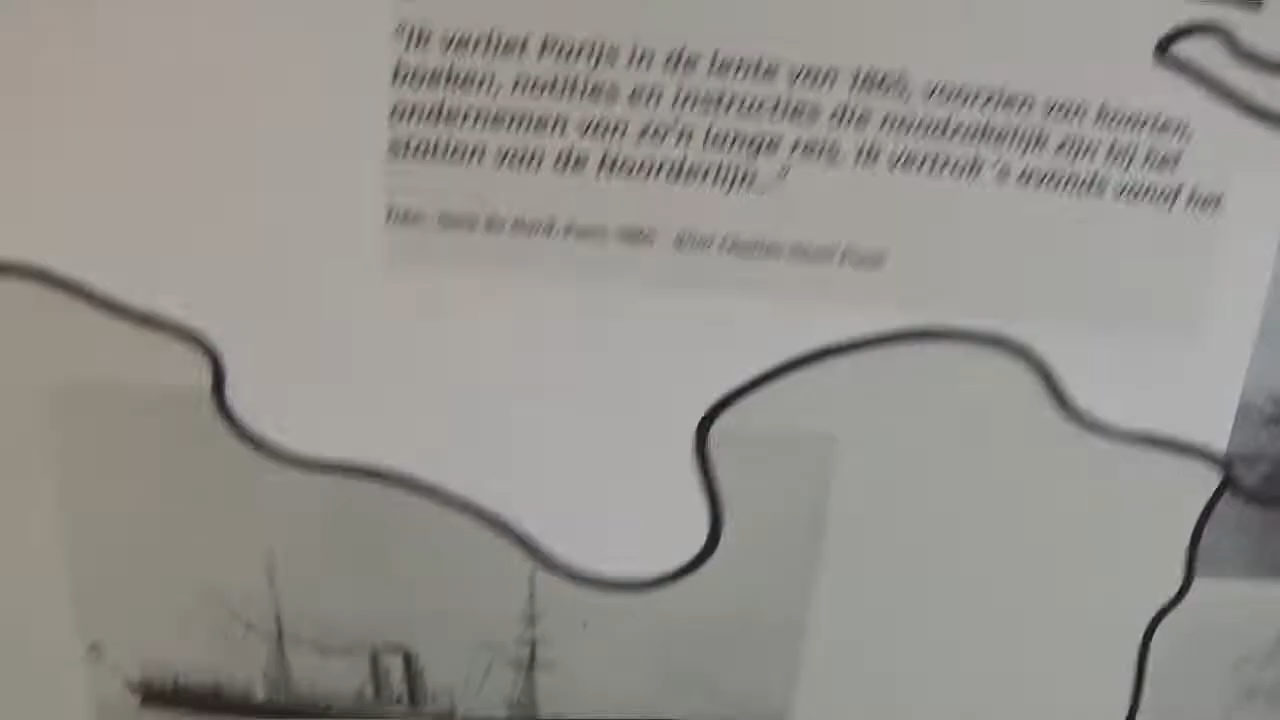 "Ik verliet Parijs in de lente van 1865, voorzien van kaarten,
boeken, notities en instructies die noodzakelijk zijn bij het
ondernemen van zo'n lange reis. Ik vertrok 's avonds vanaf het
station van de Noorderlijn..."